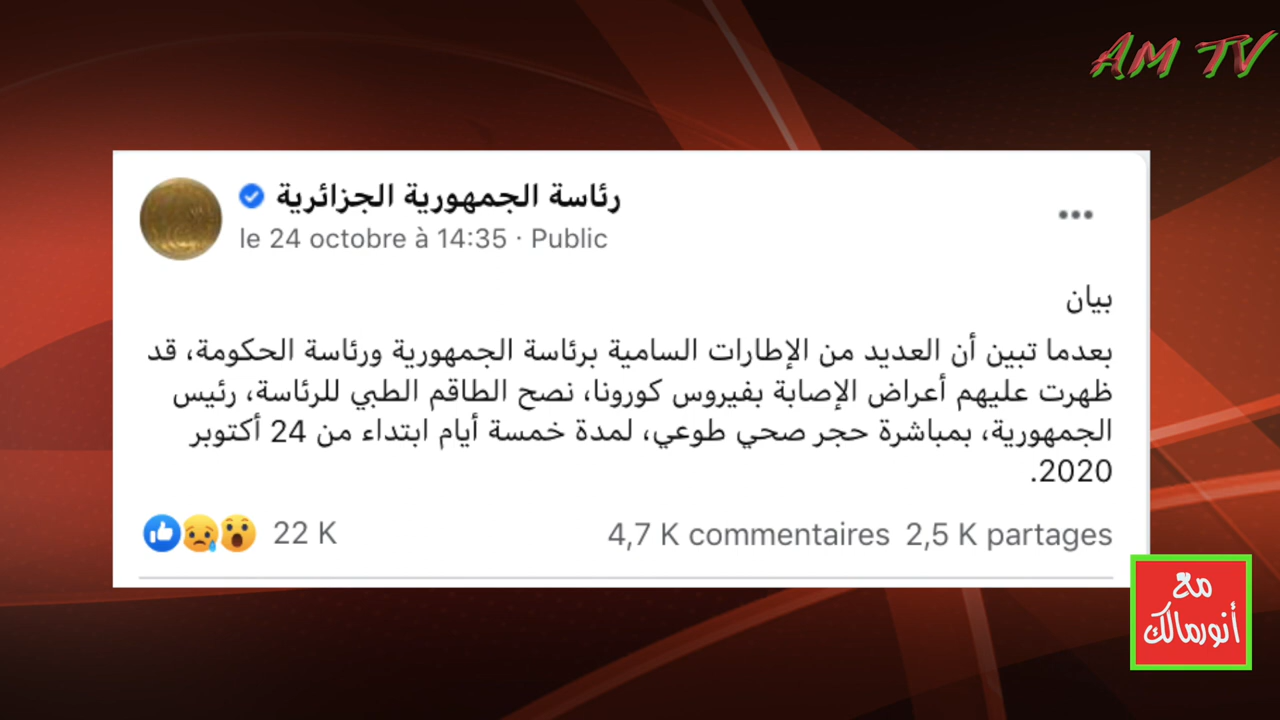 AM TV
رئاسة الجمهورية الجزائرية
le 24 octobre à 14:35 · Public
بيان
بعدما تبين أن العديد من الإطارات السامية برئاسة الجمهورية ورئاسة الحكومة، قد
ظهرت عليهم أعراض الإصابة بفيروس كورونا، نصح الطاقم الطبي للرئاسة، رئيس
الجمهورية، بمباشرة حجر صحي طوعي، لمدة خمسة أيام ابتداء من 24 أكتوبر
2020.
22 K
4,7 K commentaires 2,5 K partages
مع
أنورمالك